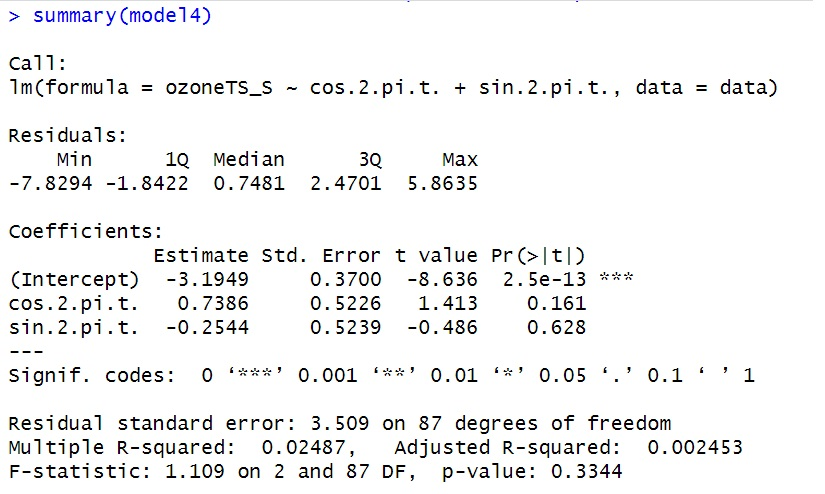 > summary(model4)
Call:
lm(formula = ozoneTS_S ~ cos.2.pi.t. + sin.2.pi.t., data = data)
Residuals:
    Min      1Q  Median      3Q     Max
-7.8294 -1.8422  0.7481  2.4701  5.8635
Coefficients:
            Estimate Std. Error t value Pr(>|t|)
(Intercept)  -3.1949     0.3700  -8.636  2.5e-13 ***
cos.2.pi.t.   0.7386     0.5226   1.413    0.161
sin.2.pi.t.  -0.2544     0.5239  -0.486    0.628
---
Signif. codes:  0 ‘***’ 0.001 ‘**’ 0.01 ‘*’ 0.05 ‘.’ 0.1 ‘ ’ 1
Residual standard error: 3.509 on 87 degrees of freedom
Multiple R-squared:  0.02487,   Adjusted R-squared:  0.002453
F-statistic: 1.109 on 2 and 87 DF,  p-value: 0.3344